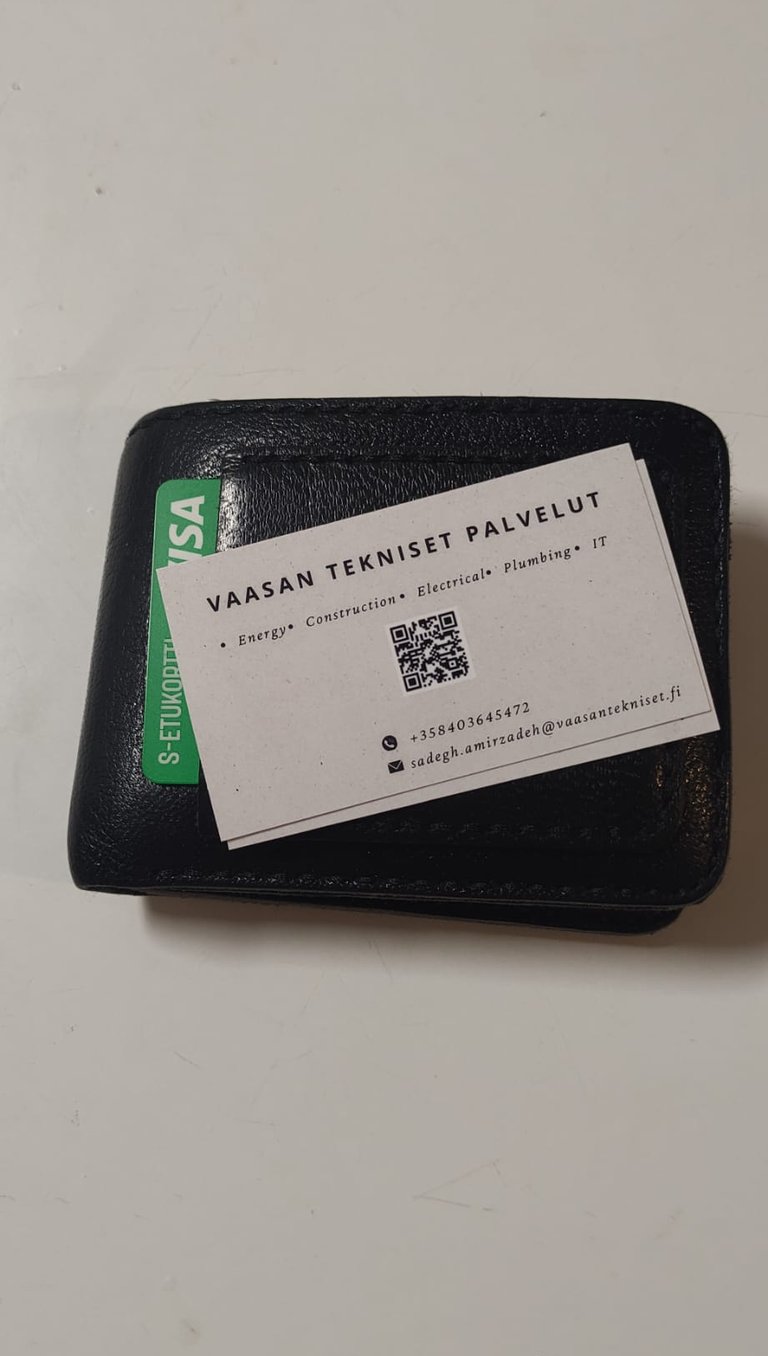 VAASAN TEKNISET PALVELUT
• Energy• Construction• Electrical• Plumbing• IT
+358403645472
sadegh.amirzadeh@vaasantekniset.fi
VISA
S-ETUKORTTI